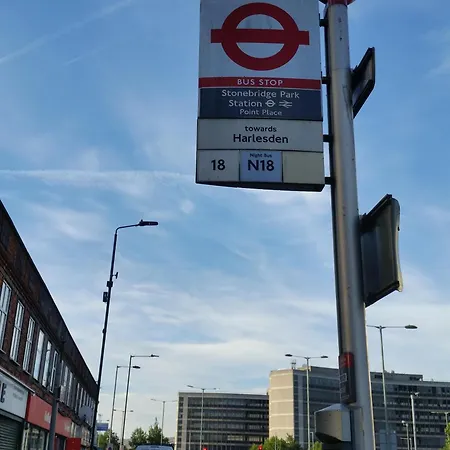 BUS STOP
Stonebridge Park
Station
Point Place
towards
Harlesden
Night Bus
18 N18